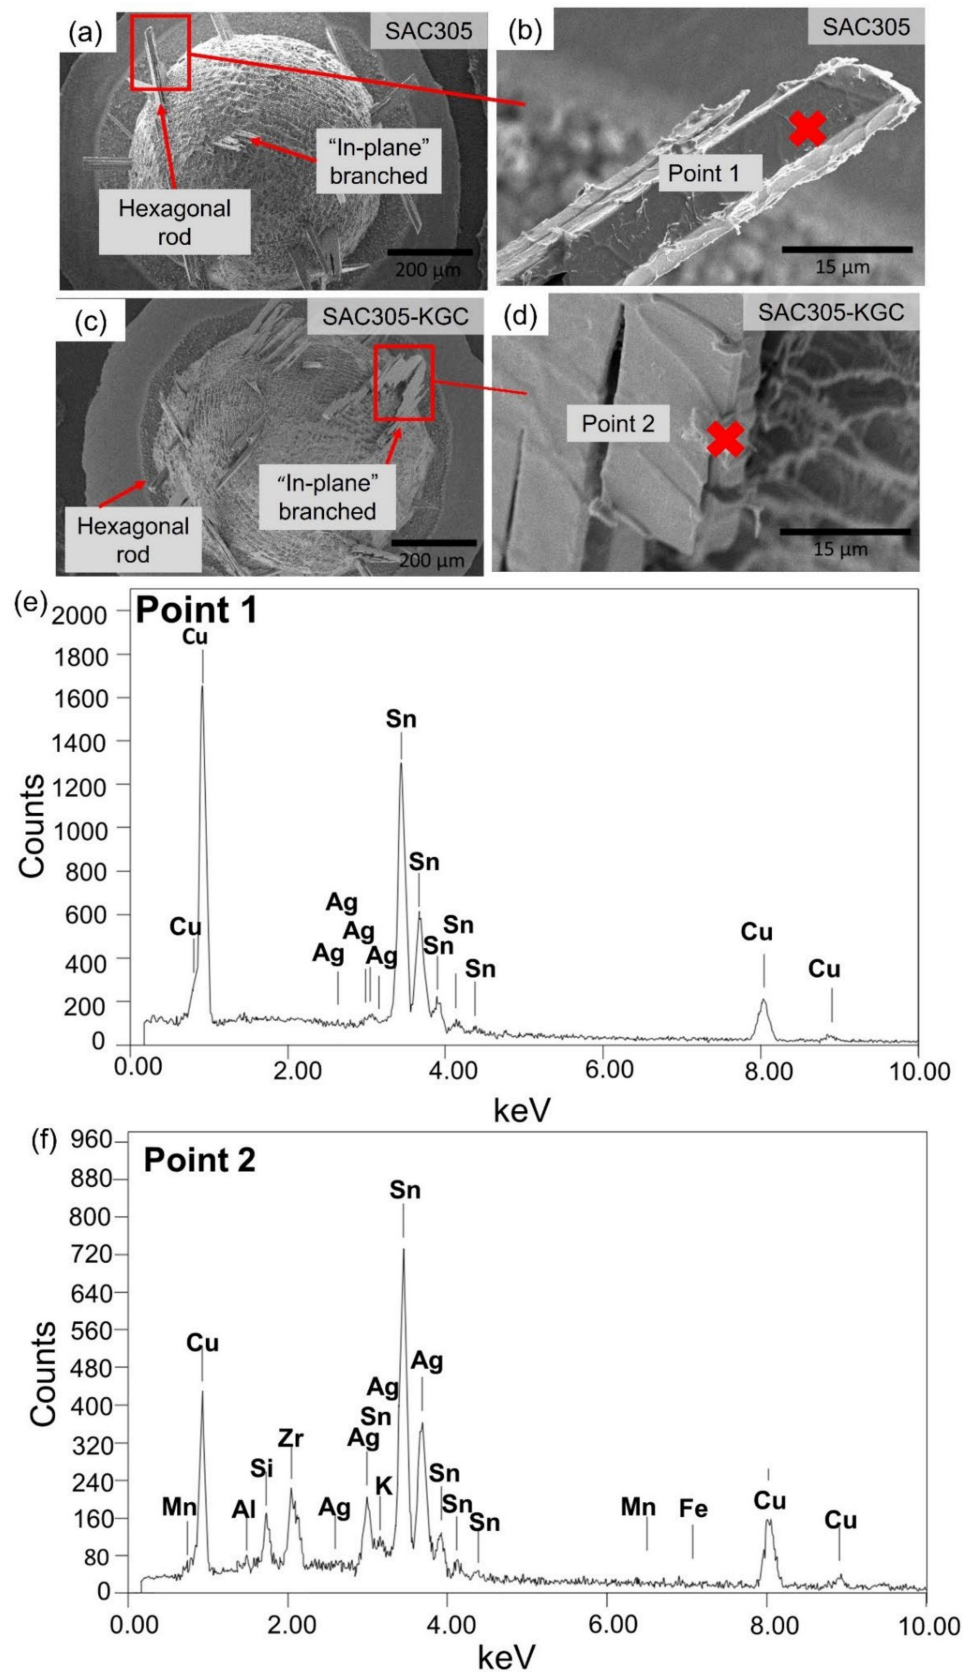 (a)
SAC305
"In-plane"
branched
Hexagonal
rod
200 µm
(b)
SAC305
Point 1
15 µm
(c)
SAC305-KGC
"In-plane"
branched
Hexagonal
rod
200 µm
(d)
SAC305-KGC
Point 2
15 µm
(e)
Point 1
2000
1800
1600
1400
1200
1000
800
600
400
200
0
Counts
Cu
Cu
Ag
Ag
Ag
Ag
Sn
Sn
Sn
Sn
Sn
Cu
Cu
0.00 2.00 4.00 6.00 8.00 10.00
keV
(f)
Point 2
960
880
800
720
640
560
480
400
320
240
160
80
0
Counts
Mn
Cu
Al
Si
Zr
Ag
Ag
Sn
Ag
K
Sn
Ag
Sn
Sn
Sn
Mn
Fe
Cu
Cu
0.00 2.00 4.00 6.00 8.00 10.00
keV